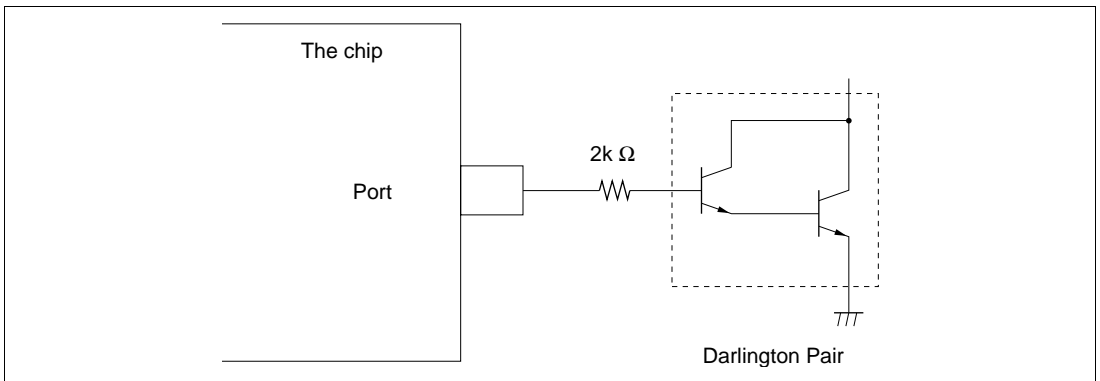 The chip
2k Ω
Port
Darlington Pair